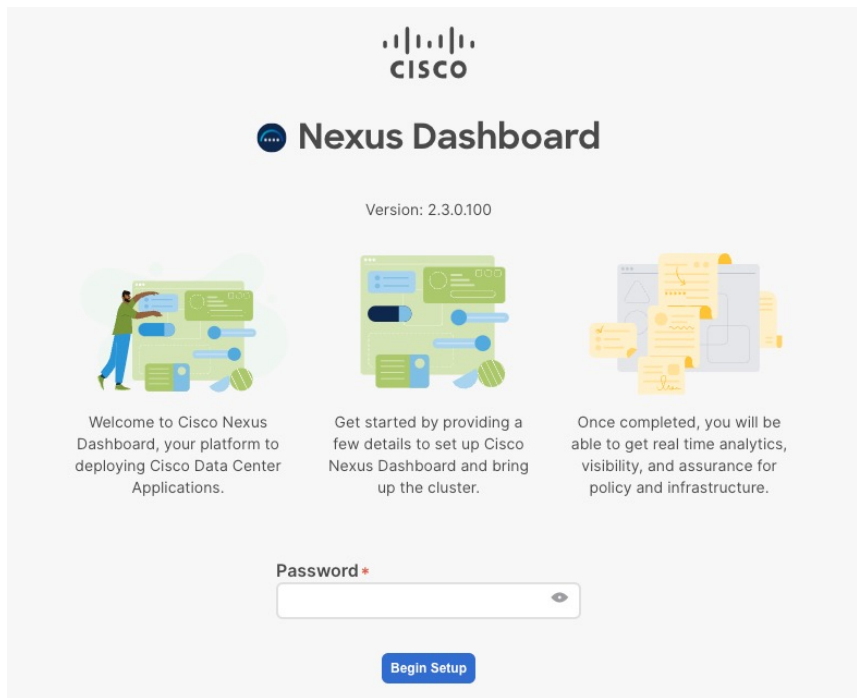 CISCO
Nexus Dashboard
Version: 2.3.0.100
Welcome to Cisco Nexus
Dashboard, your platform to
deploying Cisco Data Center
Applications.
Get started by providing a
few details to set up Cisco
Nexus Dashboard and bring
up the cluster.
Once completed, you will be
able to get real time analytics,
visibility, and assurance for
policy and infrastructure.
Password *
Begin Setup